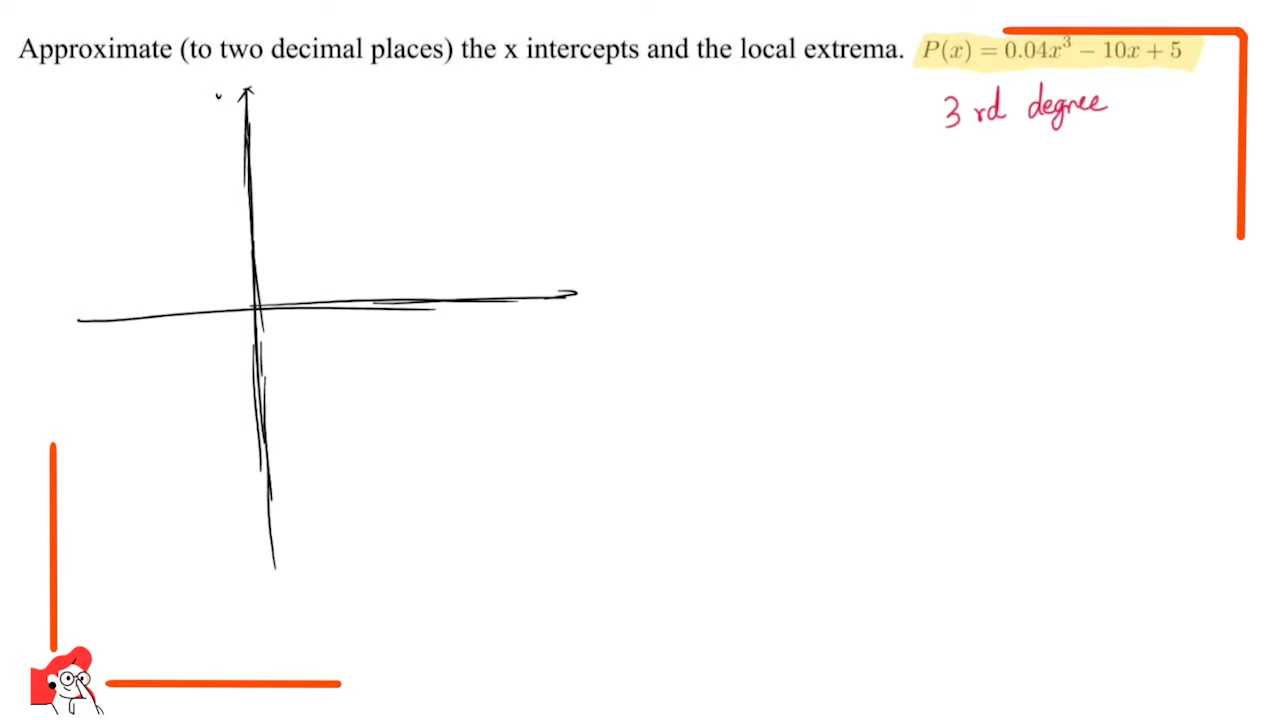 Approximate (to two decimal places) the x intercepts and the local extrema. P(x) = 0.04x³ − 10x + 5
3 rd degree